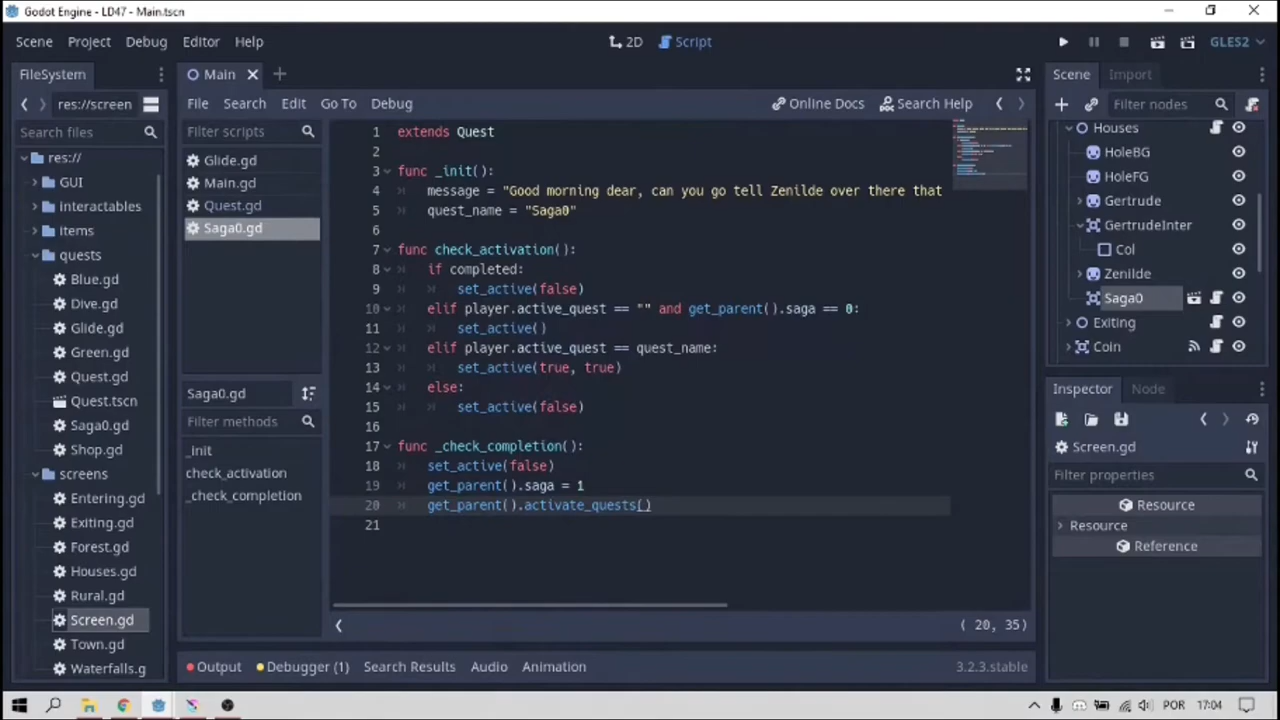 Godot Engine - LD47 - Main.tscn
Scene Project Debug Editor Help
2D Script
GLES2
FileSystem
res://screen
Search files
res://
GUI
interactables
items
quests
Blue.gd
Dive.gd
Glide.gd
Green.gd
Quest.gd
Quest.tscn
Saga0.gd
Shop.gd
screens
Entering.gd
Exiting.gd
Forest.gd
Houses.gd
Rural.gd
Screen.gd
Town.gd
Waterfalls.g
Main
File Search Edit Go To Debug
Online Docs Search Help
Filter scripts
Glide.gd
Main.gd
Quest.gd
Saga0.gd
Saga0.gd
Filter methods
_init
check_activation
_check_completion
1 extends Quest
2
3 func _init():
4 message = "Good morning dear, can you go tell Zenilde over there that
5 quest_name = "Saga0"
6
7 func check_activation():
8 if completed:
9 set_active(false)
10 elif player.active_quest == "" and get_parent().saga == 0:
11 set_active()
12 elif player.active_quest == quest_name:
13 set_active(true, true)
14 else:
15 set_active(false)
16
17 func _check_completion():
18 set_active(false)
19 get_parent().saga = 1
20 get_parent().activate_quests()
21
( 20, 35)
Output Debugger (1) Search Results Audio Animation
3.2.3.stable
Scene Import
Filter nodes
Houses
HoleBG
HoleFG
Gertrude
GertrudeInter
Col
Zenilde
Saga0
Exiting
Coin
Inspector Node
Screen.gd
Filter properties
Resource
Resource
Reference
POR 17:04